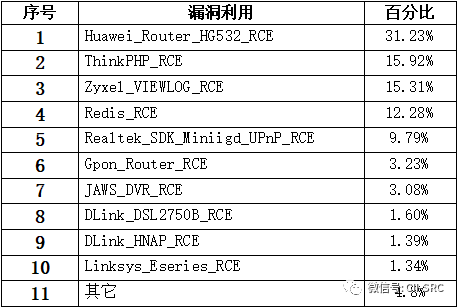 序号 漏洞利用 百分比
1 Huawei_Router_HG532_RCE 31.23%
2 ThinkPHP_RCE 15.92%
3 Zyxel_VIEWLOG_RCE 15.31%
4 Redis_RCE 12.28%
5 Realtek_SDK_Miniigd_UPnP_RCE 9.79%
6 Gpon_Router_RCE 3.23%
7 JAWS_DVR_RCE 3.08%
8 DLink_DSL2750B_RCE 1.60%
9 DLink_HNAP_RCE 1.39%
10 Linksys_Eseries_RCE 1.34%
11 其它 4.8%
微信号: CII-SRC